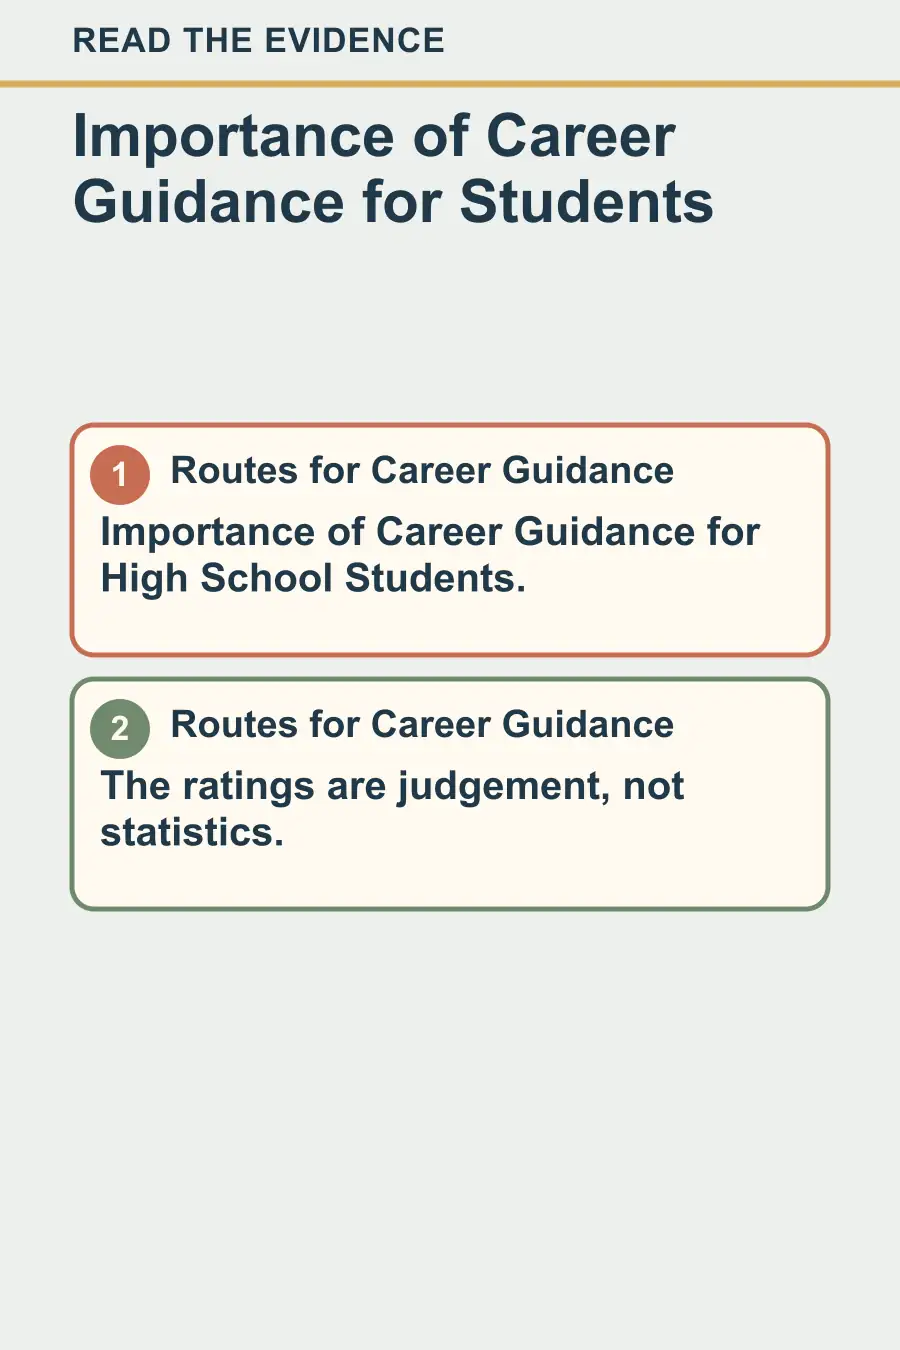 READ THE EVIDENCE
Importance of Career
Guidance for Students
1 Routes for Career Guidance
Importance of Career Guidance for
High School Students.
2 Routes for Career Guidance
The ratings are judgement, not
statistics.